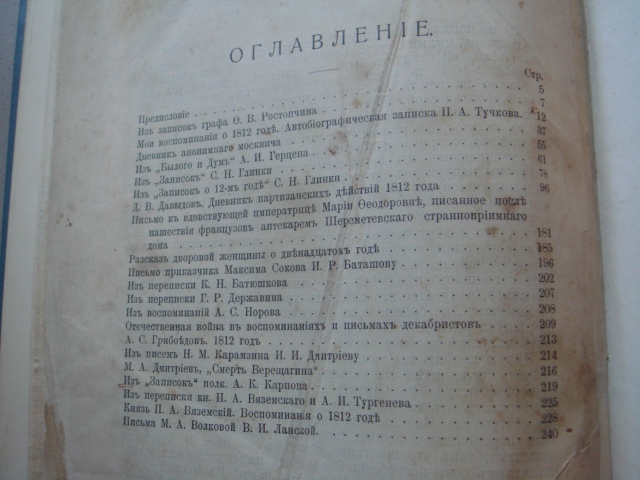 ОГЛАВЛЕНІЕ.
Стр.
Предисловіе . . . 5
Изъ записокъ графа Ѳ. В. Ростопчина . . . 7
Мои воспоминанія о 1812 годѣ. Автобіографическая записка П. А. Тучкова. 12
Дневникъ анонимнаго москвича . . . 37
Изъ „Былого и Думъ“ А. И. Герцена . . . 55
Изъ „Записокъ“ С. Н. Глинки . . . 61
Изъ „Записокъ о 12-мъ годѣ“ С. Н. Глинки . . . 78
Д. В. Давыдовъ. Дневникъ партизанскихъ дѣйствій 1812 года . . . 96
Письмо къ вдовствующей императрицѣ Маріи Ѳеодоровнѣ, писанное послѣ
нашествія французовъ аптекаремъ Шереметевскаго страннопріимнаго
дома . . . 181
Разсказъ дворовой женщины о двѣнадцатомъ годѣ . . . 185
Письмо приказчика Максима Сокова И. Р. Баташову . . . 196
Изъ переписки К. Н. Батюшкова . . . 202
Изъ переписки Г. Р. Державина . . . 207
Изъ воспоминаній А. С. Норова . . . 208
Отечественная война въ воспоминаніяхъ и письмахъ декабристовъ . . . 209
А. С. Грибоѣдовъ. 1812 годъ . . . 213
Изъ писемъ Н. М. Карамзина И. И. Дмитріеву . . . 214
М. А. Дмитріевъ, „Смерть Верещагина“ . . . 216
Изъ „Записокъ“ полк. А. К. Карпова . . . 219
Изъ переписки кн. П. А. Вяземскаго и А. И. Тургенева . . . 225
Князь П. А. Вяземскій. Воспоминанія о 1812 годѣ . . . 228
Письма М. А. Волковой В. И. Ланской. . . . 240